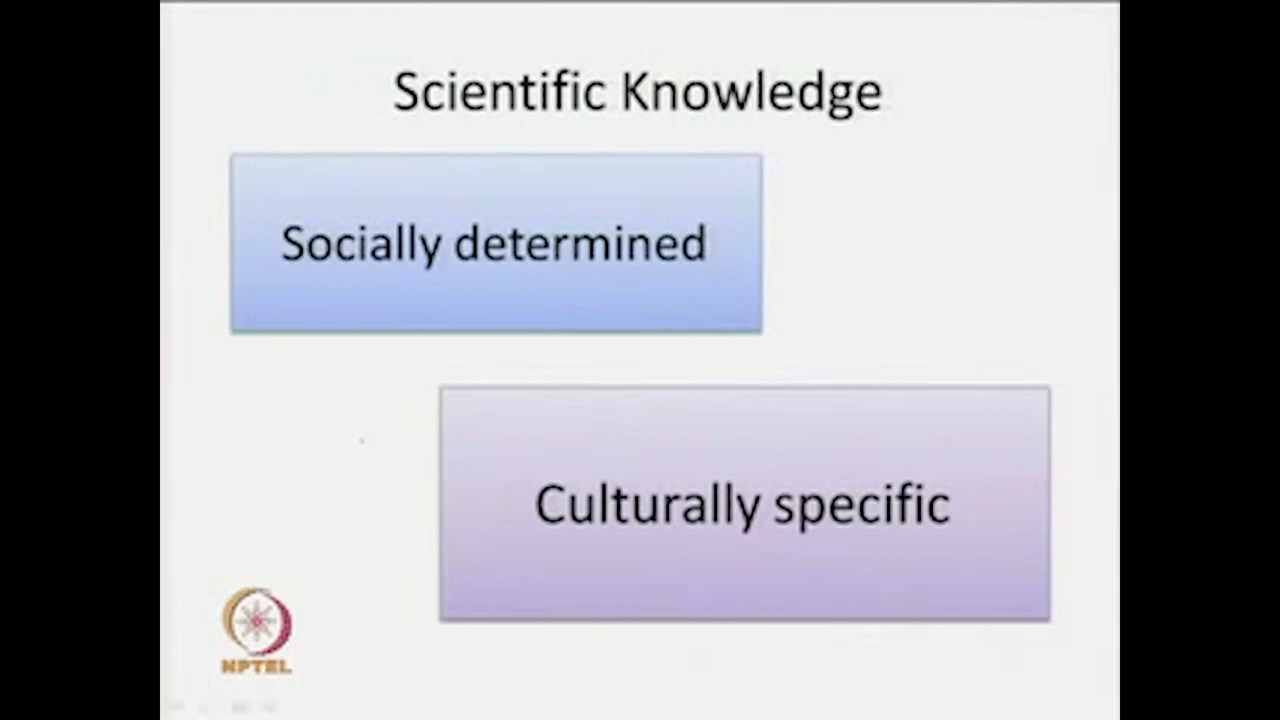 Scientific Knowledge
Socially determined
Culturally specific
NPTEL